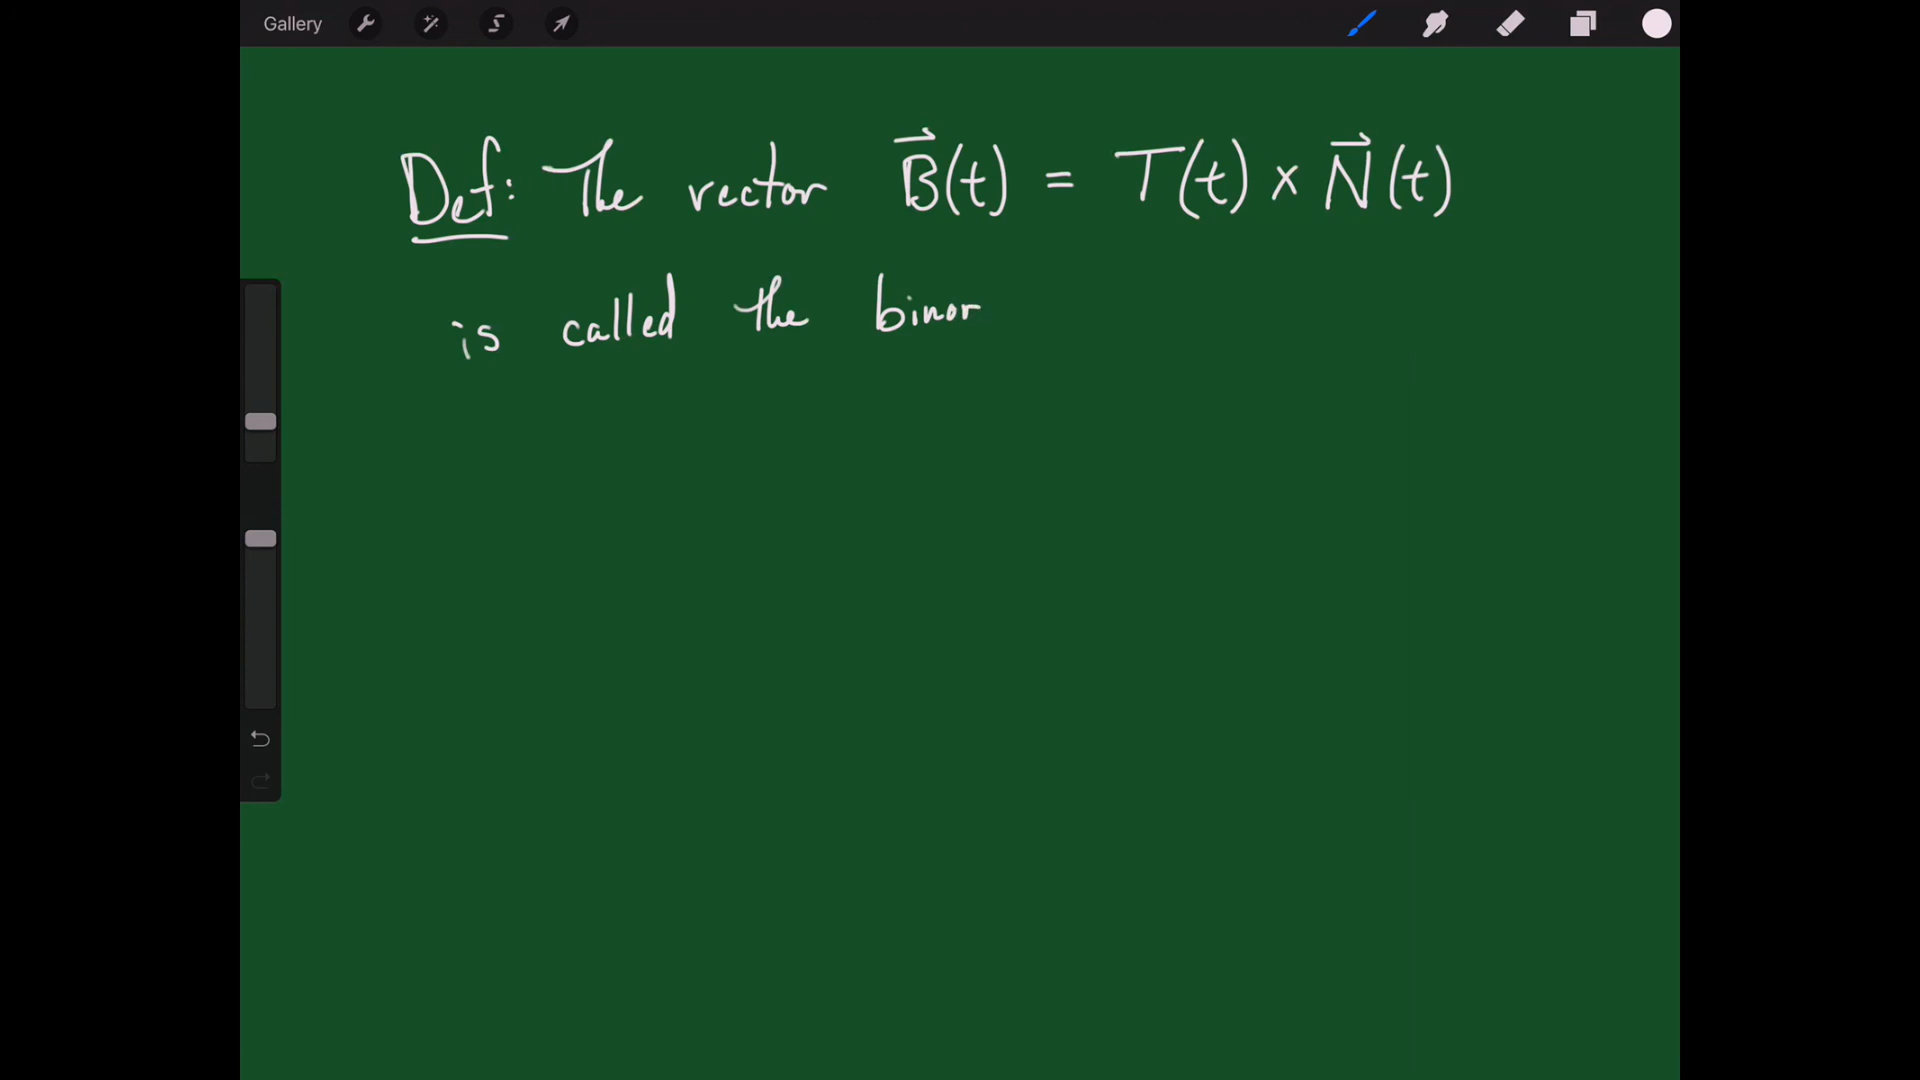 Gallery
Def: The vector B⃗(t) = T(t) × N⃗(t)
is called the binor